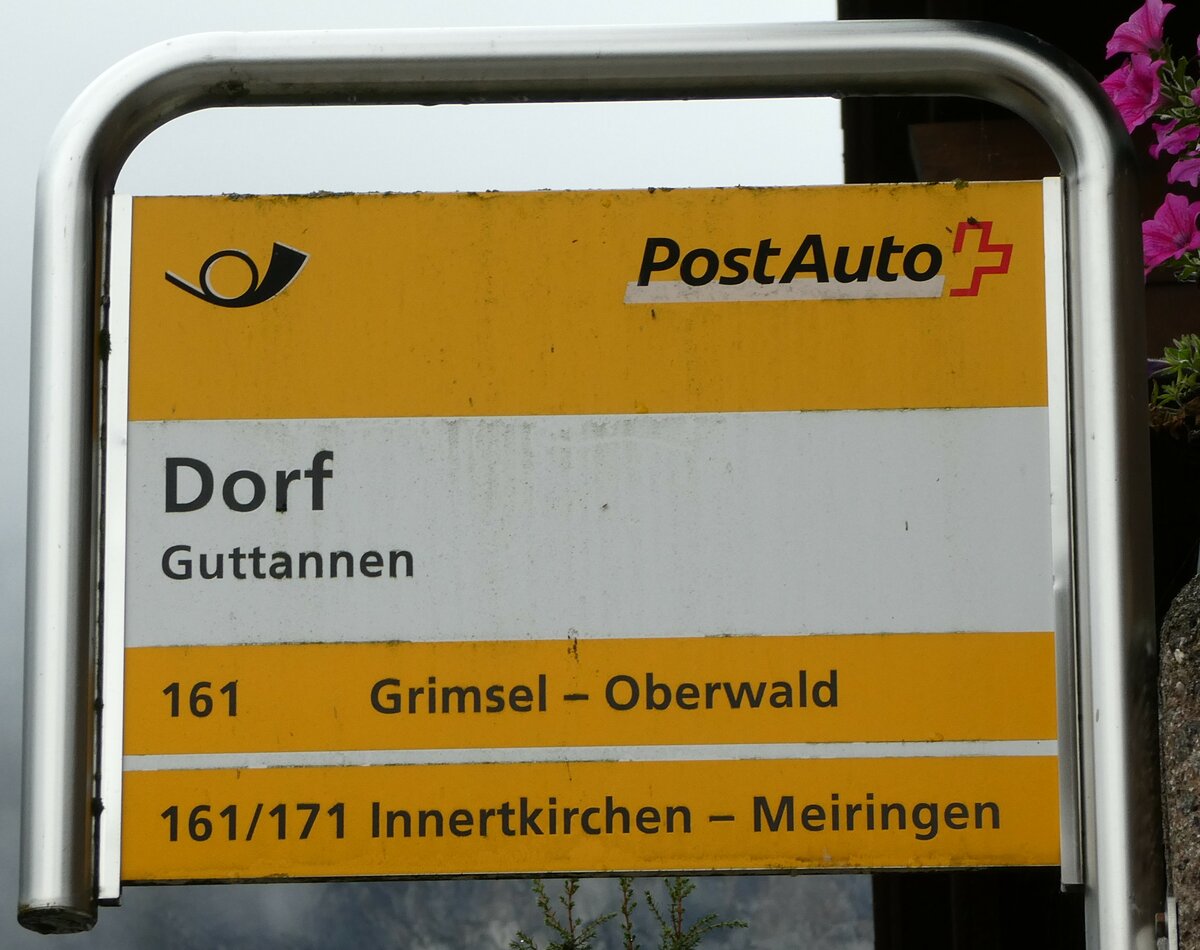 PostAuto
Dorf
Guttannen
161 Grimsel – Oberwald
161/171 Innertkirchen – Meiringen